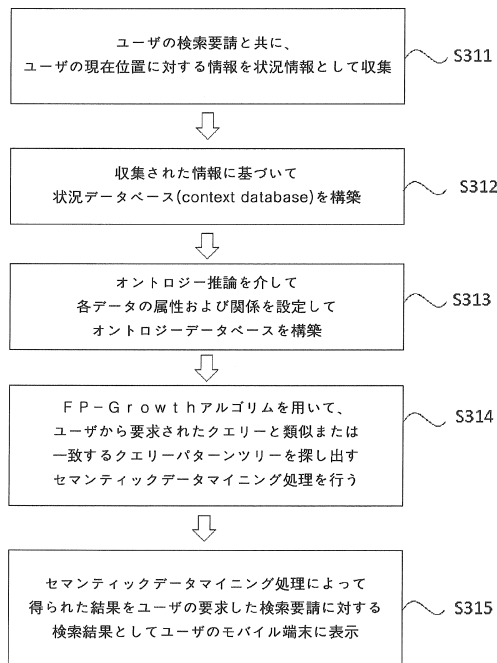 ユーザの検索要請と共に、
ユーザの現在位置に対する情報を状況情報として収集
S311
収集された情報に基づいて
状況データベース(context database)を構築
S312
オントロジー推論を介して
各データの属性および関係を設定して
オントロジーデータベースを構築
S313
ＦＰ－Ｇｒｏｗｔｈアルゴリムを用いて、
ユーザから要求されたクエリーと類似または
一致するクエリーパターンツリーを探し出す
セマンティックデータマイニング処理を行う
S314
セマンティックデータマイニング処理によって
得られた結果をユーザの要求した検索要請に対する
検索結果としてユーザのモバイル端末に表示
S315